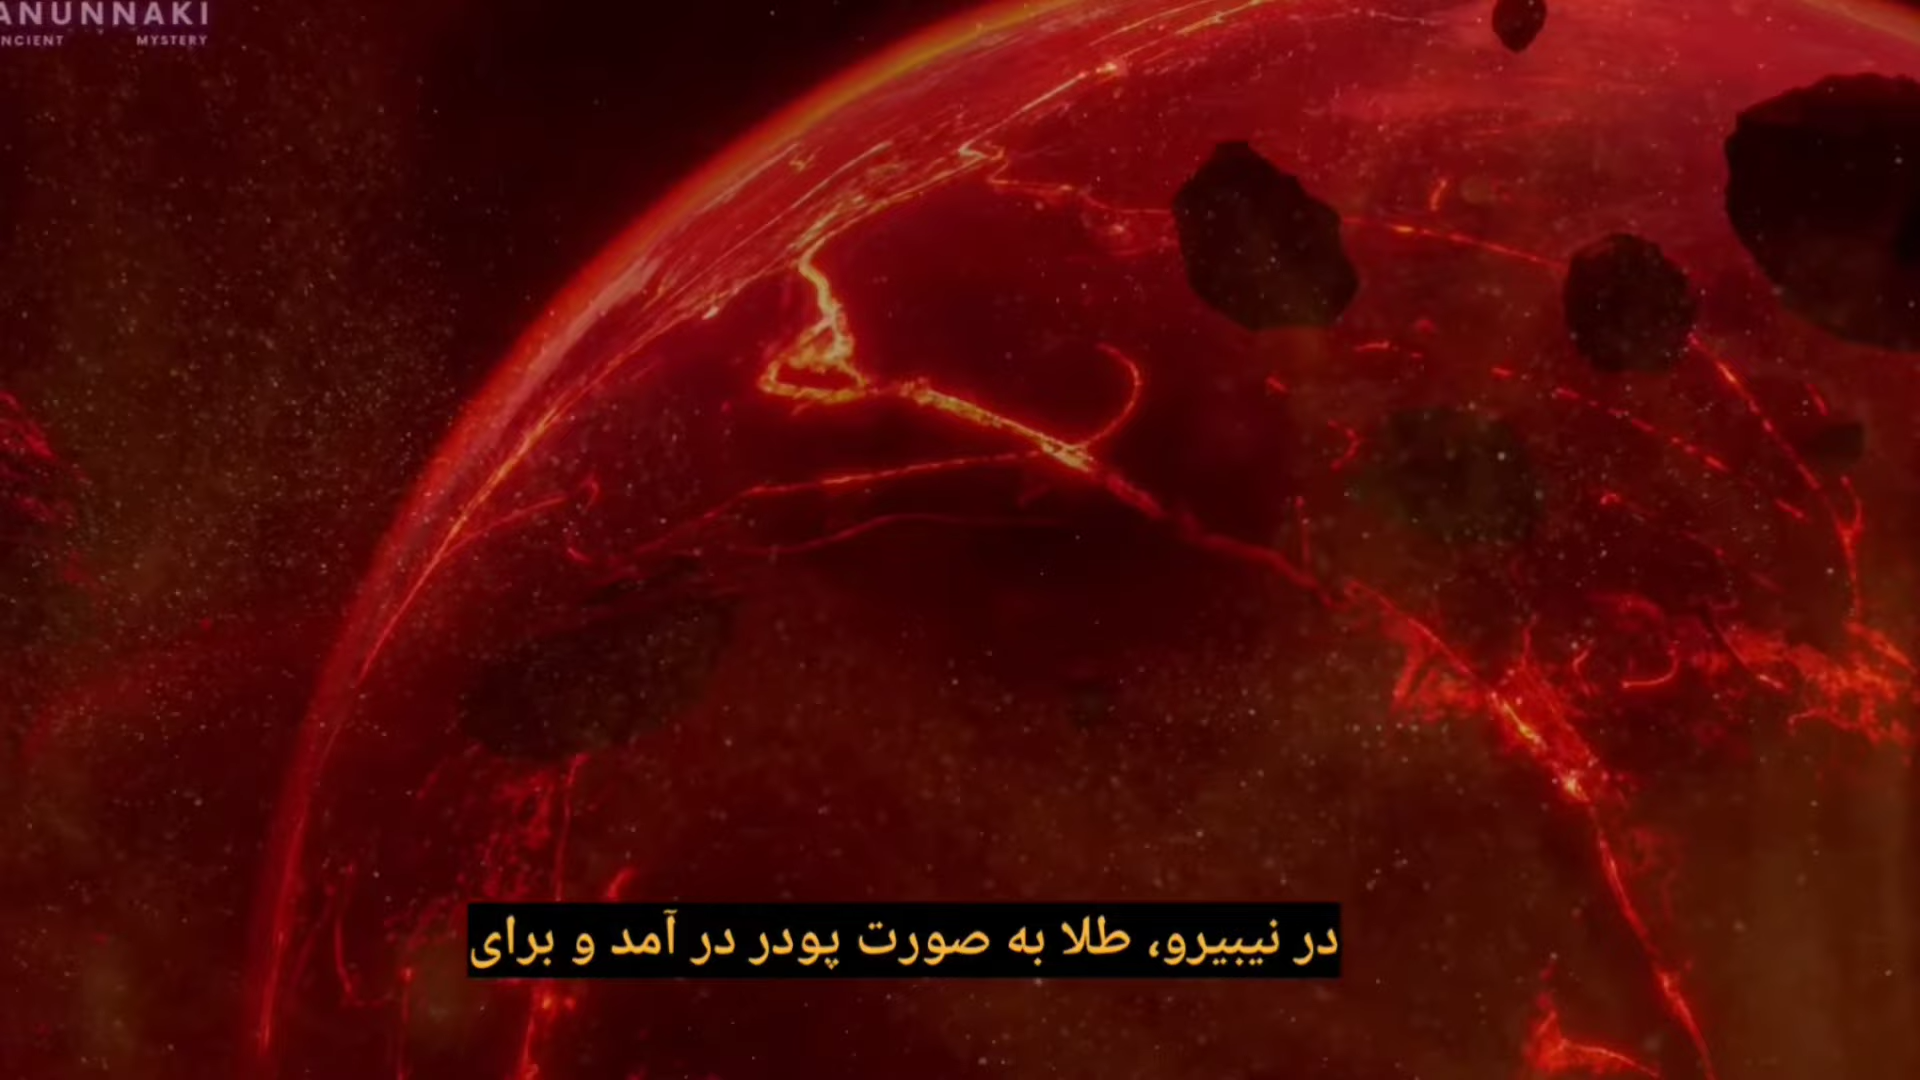 ANUNNAKI
NCIENT MYSTERY
در نیبیرو، طلا به صورت پودر در آمد و برای